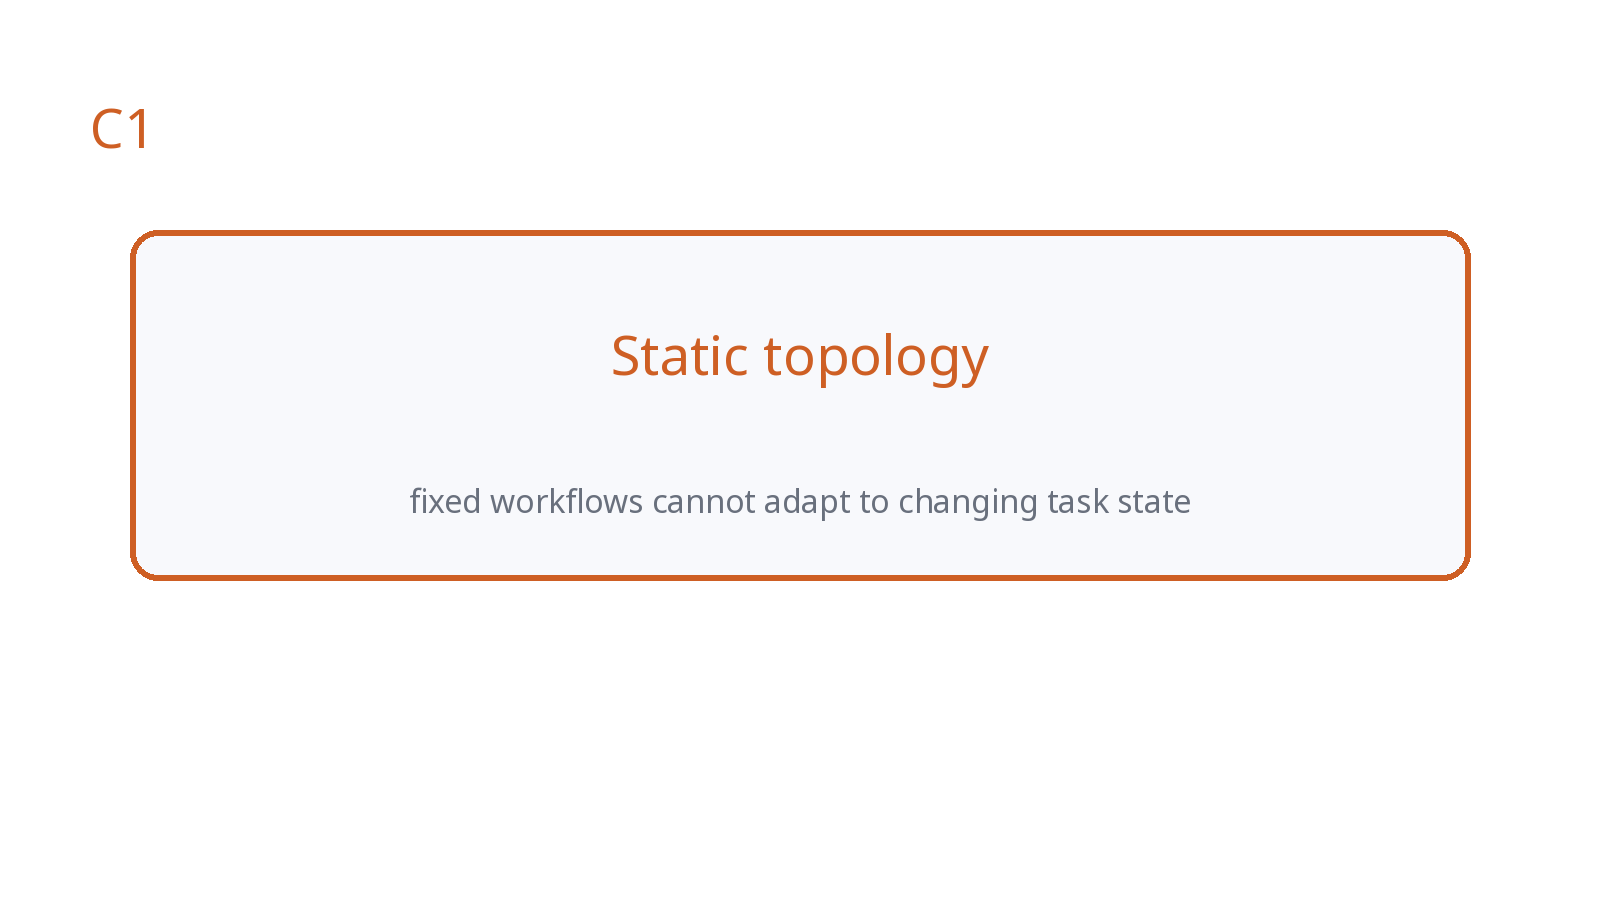 C1
Static topology
fixed workflows cannot adapt to changing task state